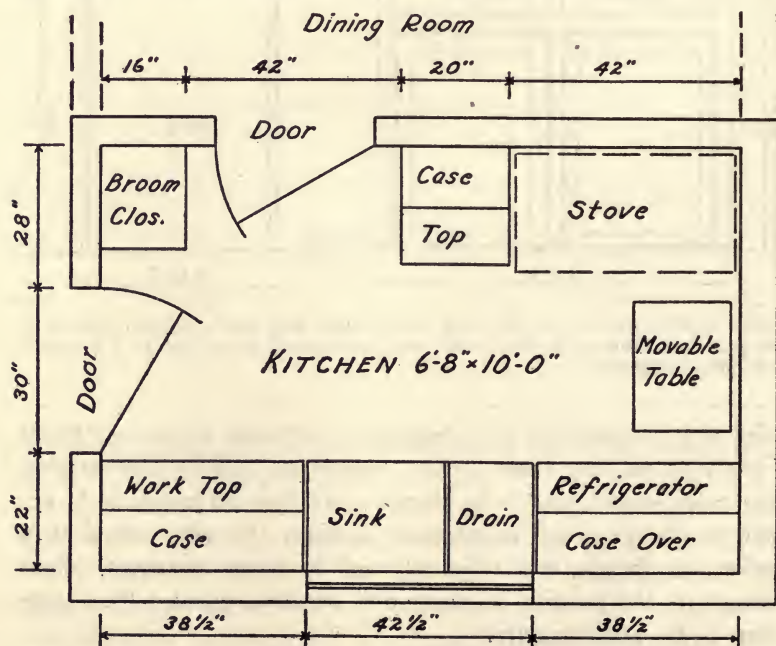 Dining Room
16" 42" 20" 42"
Door
Broom
Clos.
Case
Top
Stove
28"
KITCHEN 6'-8" × 10'-0"
Movable
Table
30"
Door
Work Top
Case
Sink
Drain
Refrigerator
Case Over
22"
38½" 42½" 38½"